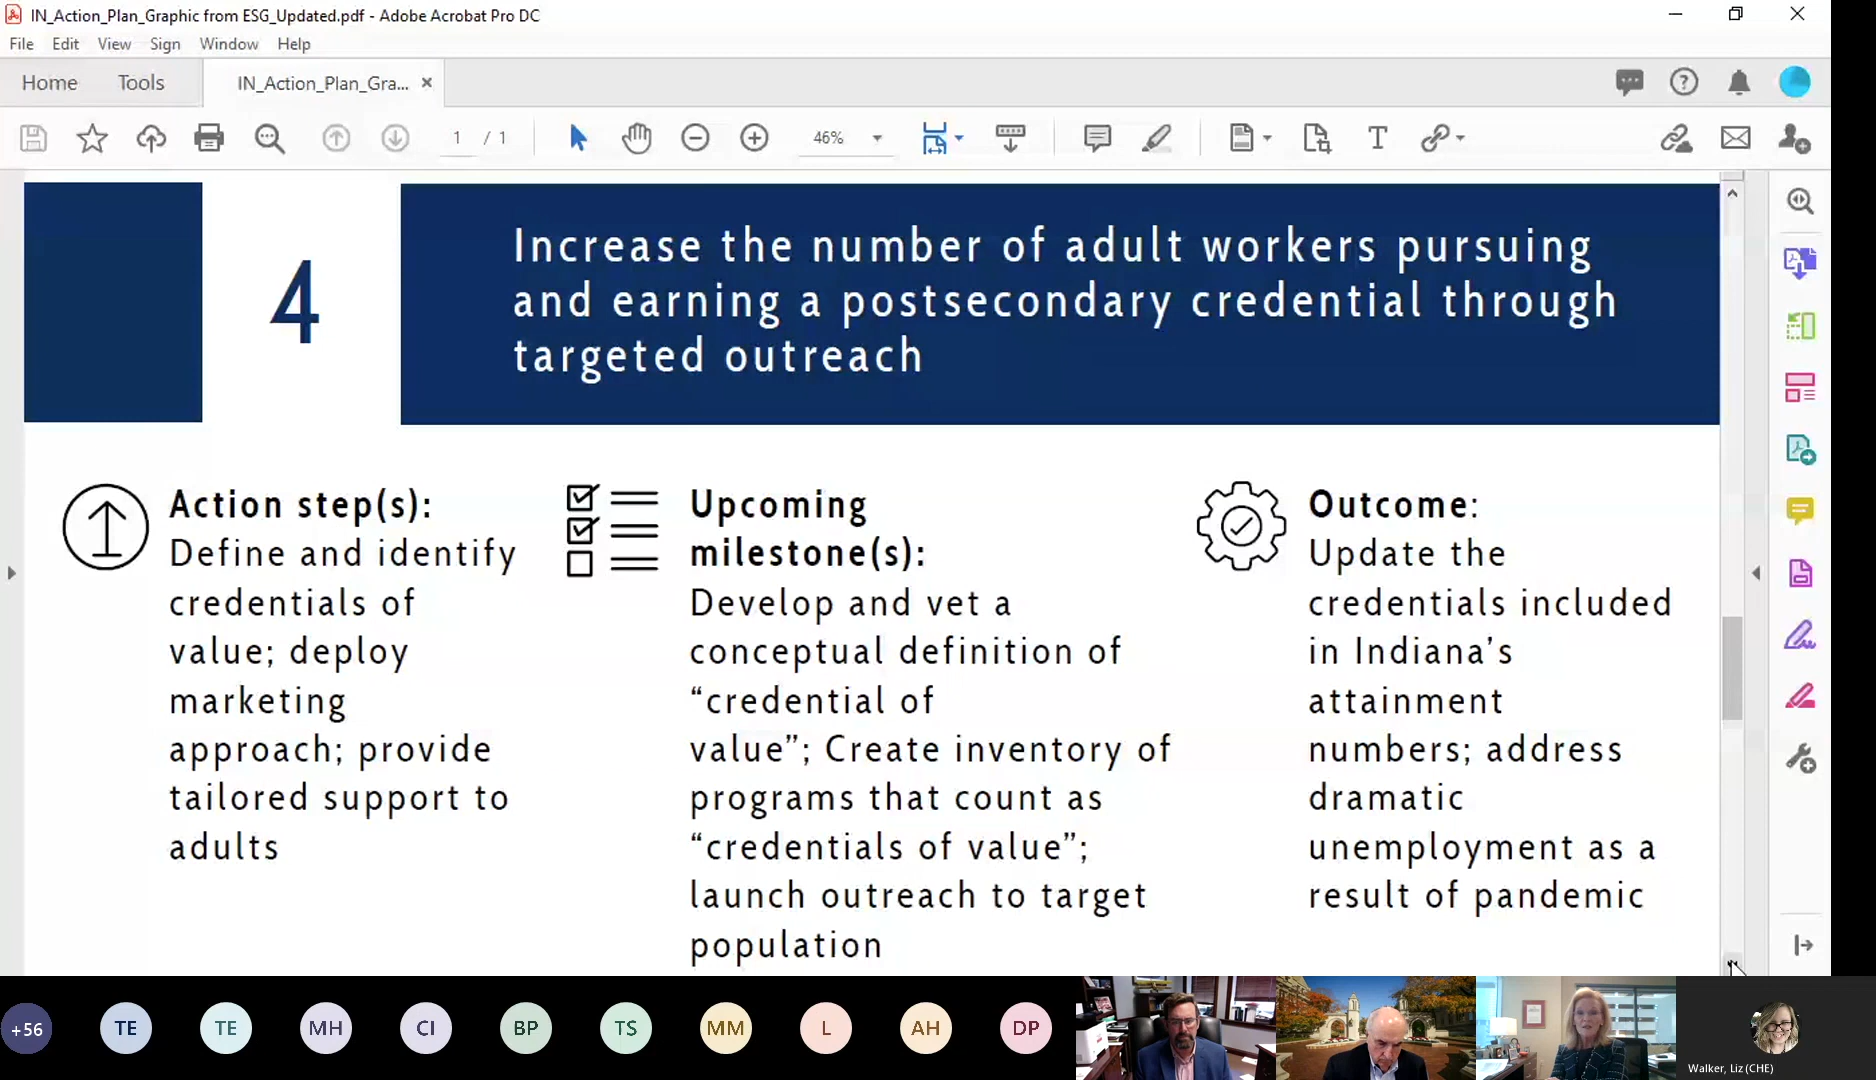 IN_Action_Plan_Graphic from ESG_Updated.pdf - Adobe Acrobat Pro DC
File Edit View Sign Window Help
Home Tools IN_Action_Plan_Gra... ×
1 / 1 46%
4
Increase the number of adult workers pursuing
and earning a postsecondary credential through
targeted outreach
Action step(s):
Define and identify
credentials of
value; deploy
marketing
approach; provide
tailored support to
adults
Upcoming
milestone(s):
Develop and vet a
conceptual definition of
“credential of
value”; Create inventory of
programs that count as
“credentials of value”;
launch outreach to target
population
Outcome:
Update the
credentials included
in Indiana’s
attainment
numbers; address
dramatic
unemployment as a
result of pandemic
+56 TE TE MH CI BP TS MM L AH DP
Walker, Liz (CHE)